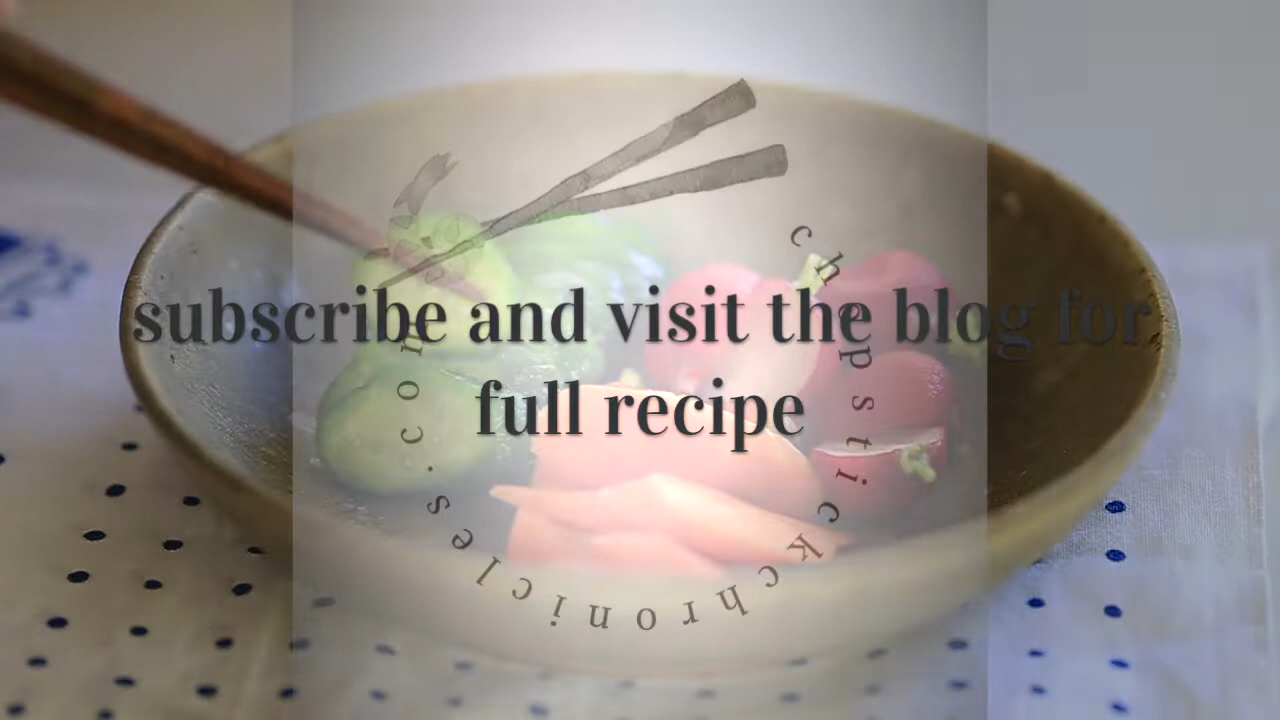 subscribe and visit the blog for
full recipe
chopstickchronicles.com